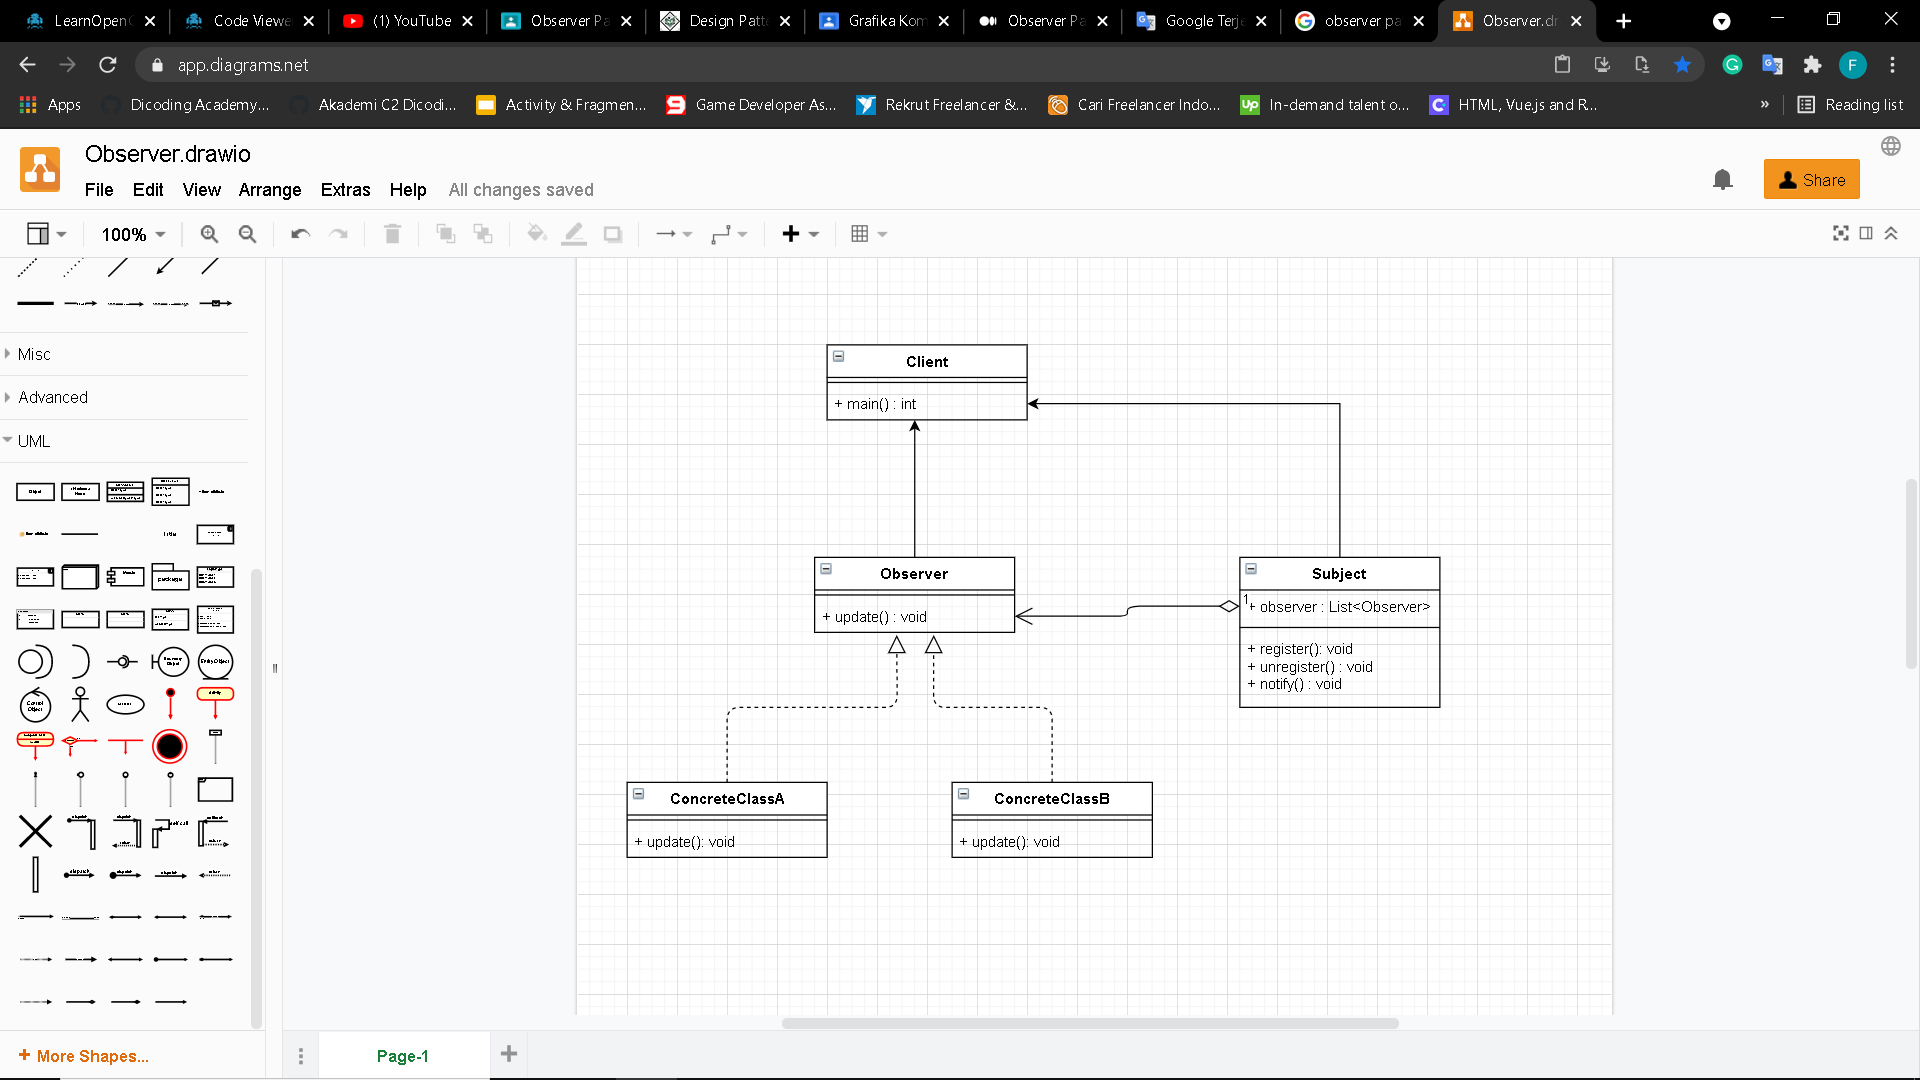 LearnOpenG
Code Viewe
(1) YouTube
Observer Pa
Design Patt
Grafika Kom
Observer Pa
Google Terje
observer pa
Observer.dr
app.diagrams.net
F
Apps
Dicoding Academy...
Akademi C2 Dicodi...
Activity & Fragmen...
Game Developer As...
Rekrut Freelancer &...
Cari Freelancer Indo...
In-demand talent o...
HTML, Vue.js and R...
»
Reading list
Observer.drawio
File
Edit
View
Arrange
Extras
Help
All changes saved
Share
100%
Misc
Advanced
UML
Client
+ main() : int
Observer
+ update() : void
Subject
1
+ observer : List<Observer>
+ register(): void
+ unregister() : void
+ notify() : void
ConcreteClassA
+ update(): void
ConcreteClassB
+ update(): void
+ More Shapes...
Page-1